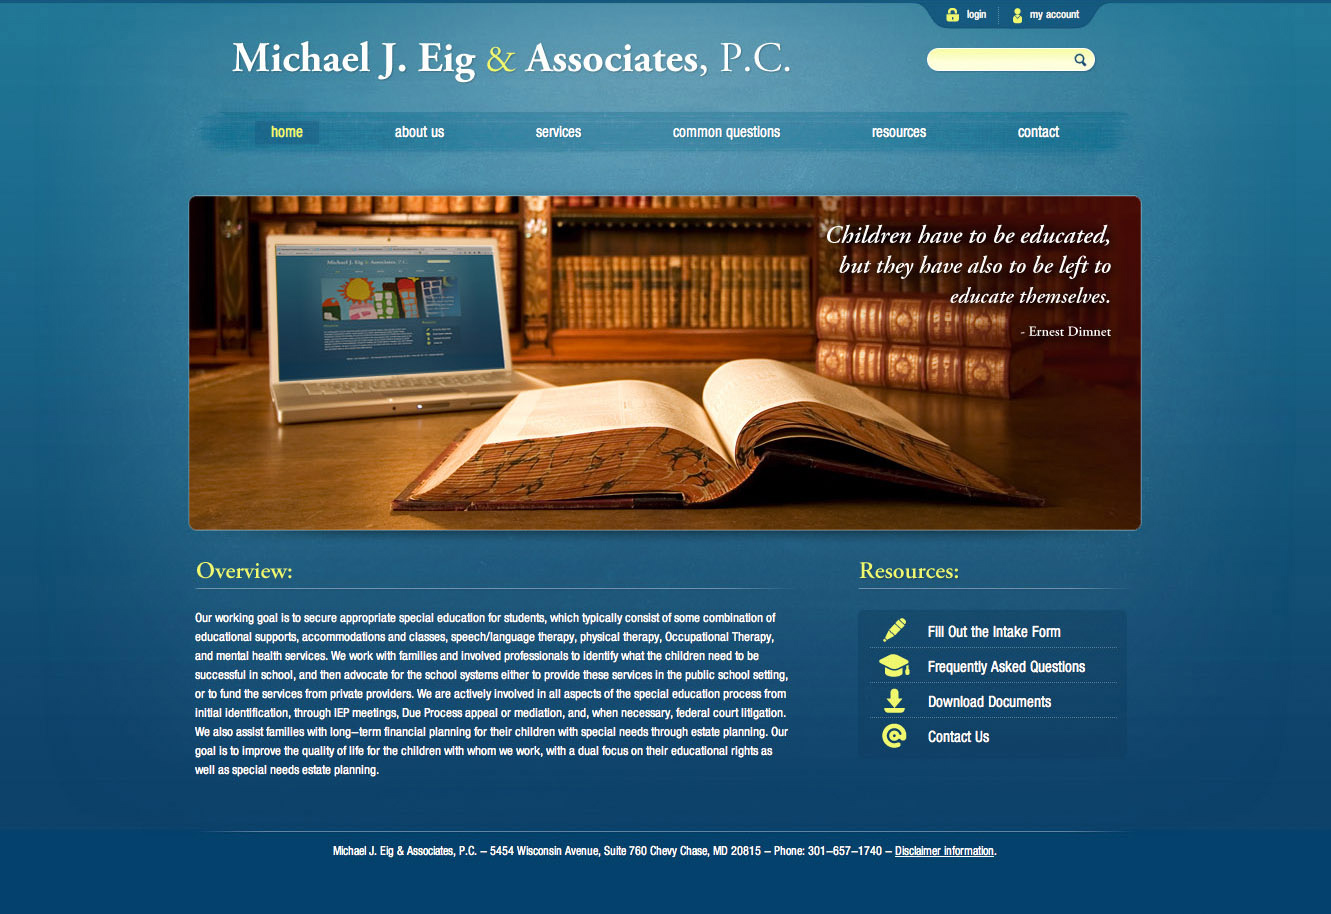 login
my account
Michael J. Eig & Associates, P.C.
home
about us
services
common questions
resources
contact
Children have to be educated,
but they have also to be left to
educate themselves.
- Ernest Dimnet
Michael J. Eig & Associates, P.C.
Overview:
Our working goal is to secure appropriate special education for students, which typically consist of some combination of
educational supports, accommodations and classes, speech/language therapy, physical therapy, Occupational Therapy,
and mental health services. We work with families and involved professionals to identify what the children need to be
successful in school, and then advocate for the school systems either to provide these services in the public school setting,
or to fund the services from private providers. We are actively involved in all aspects of the special education process from
initial identification, through IEP meetings, Due Process appeal or mediation, and, when necessary, federal court litigation.
We also assist families with long–term financial planning for their children with special needs through estate planning. Our
goal is to improve the quality of life for the children with whom we work, with a dual focus on their educational rights as
well as special needs estate planning.
Resources:
Fill Out the Intake Form
Frequently Asked Questions
Download Documents
Contact Us
Michael J. Eig & Associates, P.C. – 5454 Wisconsin Avenue, Suite 760 Chevy Chase, MD 20815 – Phone: 301–657–1740 – Disclaimer information.